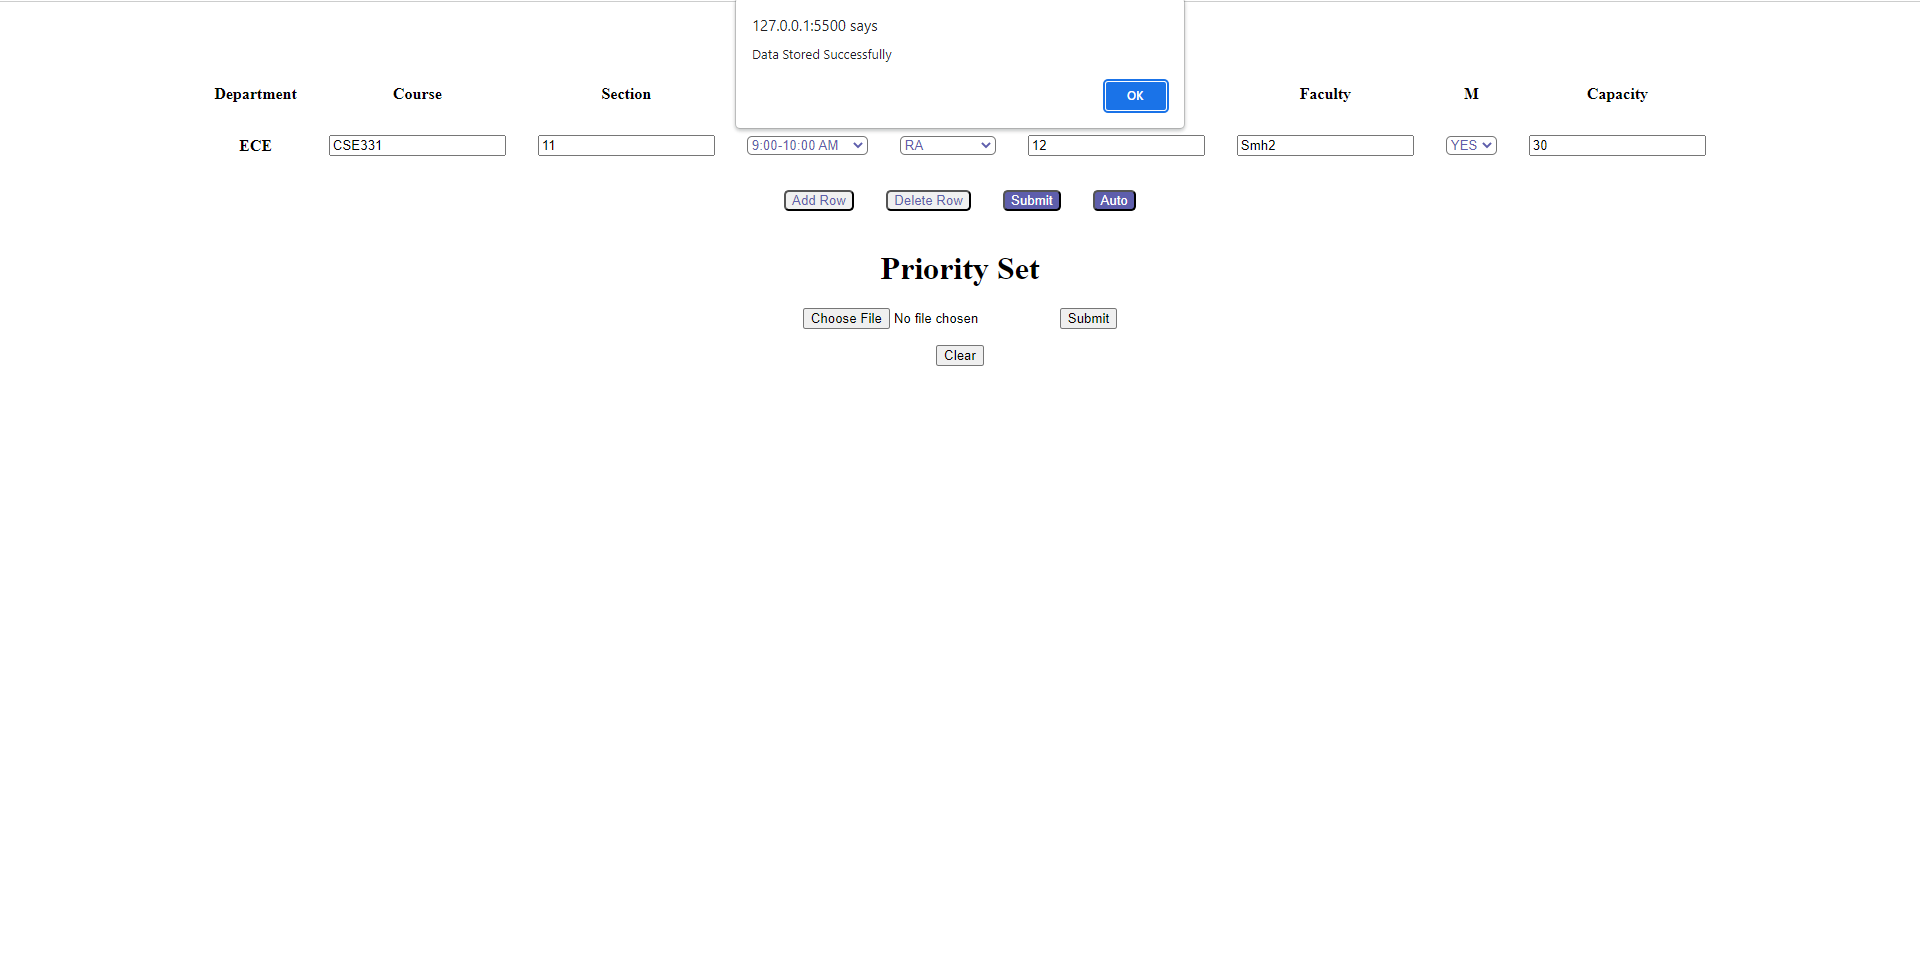 127.0.0.1:5500 says
Data Stored Successfully
OK
Department Course Section Faculty M Capacity
ECE CSE331 11 9:00-10:00 AM RA 12 Smh2 YES 30
Add Row Delete Row Submit Auto
Priority Set
Choose File No file chosen Submit
Clear